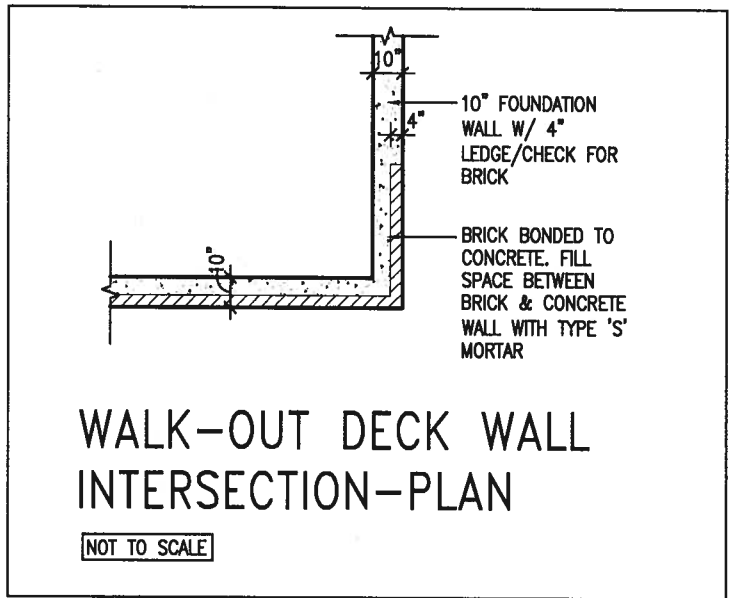 10"
10" FOUNDATION
WALL W/ 4"
LEDGE/CHECK FOR
BRICK
4"
BRICK BONDED TO
CONCRETE. FILL
SPACE BETWEEN
BRICK & CONCRETE
WALL WITH TYPE 'S'
MORTAR
10"
WALK-OUT DECK WALL
INTERSECTION-PLAN
NOT TO SCALE